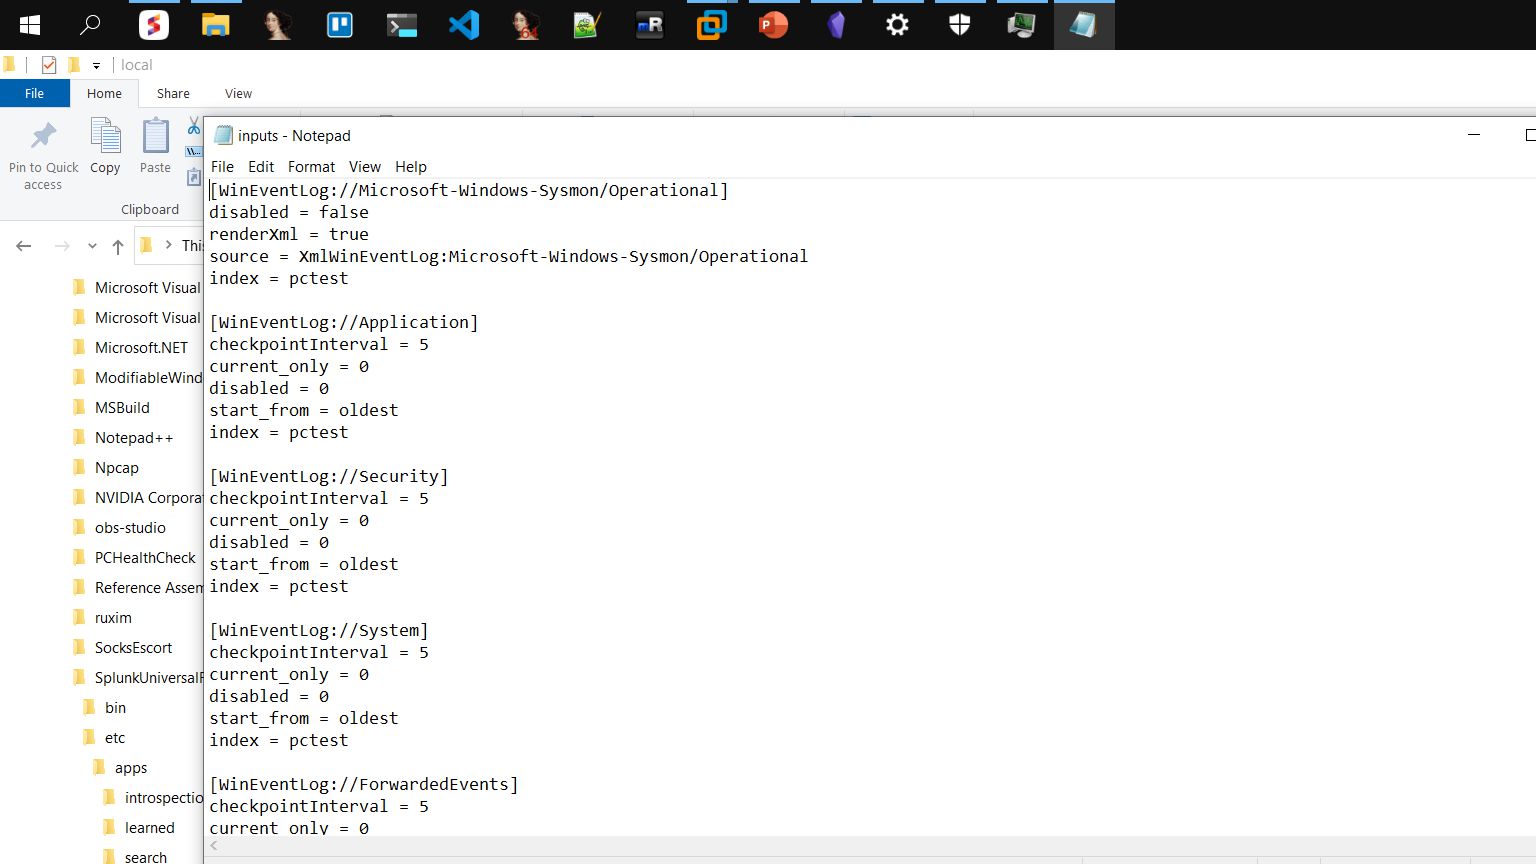 local
File
Home
Share
View
Pin to Quick access
Copy
Paste
Clipboard
inputs - Notepad
File Edit Format View Help
This
Microsoft Visual
Microsoft Visual
Microsoft.NET
ModifiableWind
MSBuild
Notepad++
Npcap
NVIDIA Corporat
obs-studio
PCHealthCheck
Reference Assem
ruxim
SocksEscort
SplunkUniversalF
bin
etc
apps
introspectio
learned
search
[WinEventLog://Microsoft-Windows-Sysmon/Operational]
disabled = false
renderXml = true
source = XmlWinEventLog:Microsoft-Windows-Sysmon/Operational
index = pctest
[WinEventLog://Application]
checkpointInterval = 5
current_only = 0
disabled = 0
start_from = oldest
index = pctest
[WinEventLog://Security]
checkpointInterval = 5
current_only = 0
disabled = 0
start_from = oldest
index = pctest
[WinEventLog://System]
checkpointInterval = 5
current_only = 0
disabled = 0
start_from = oldest
index = pctest
[WinEventLog://ForwardedEvents]
checkpointInterval = 5
current_only = 0